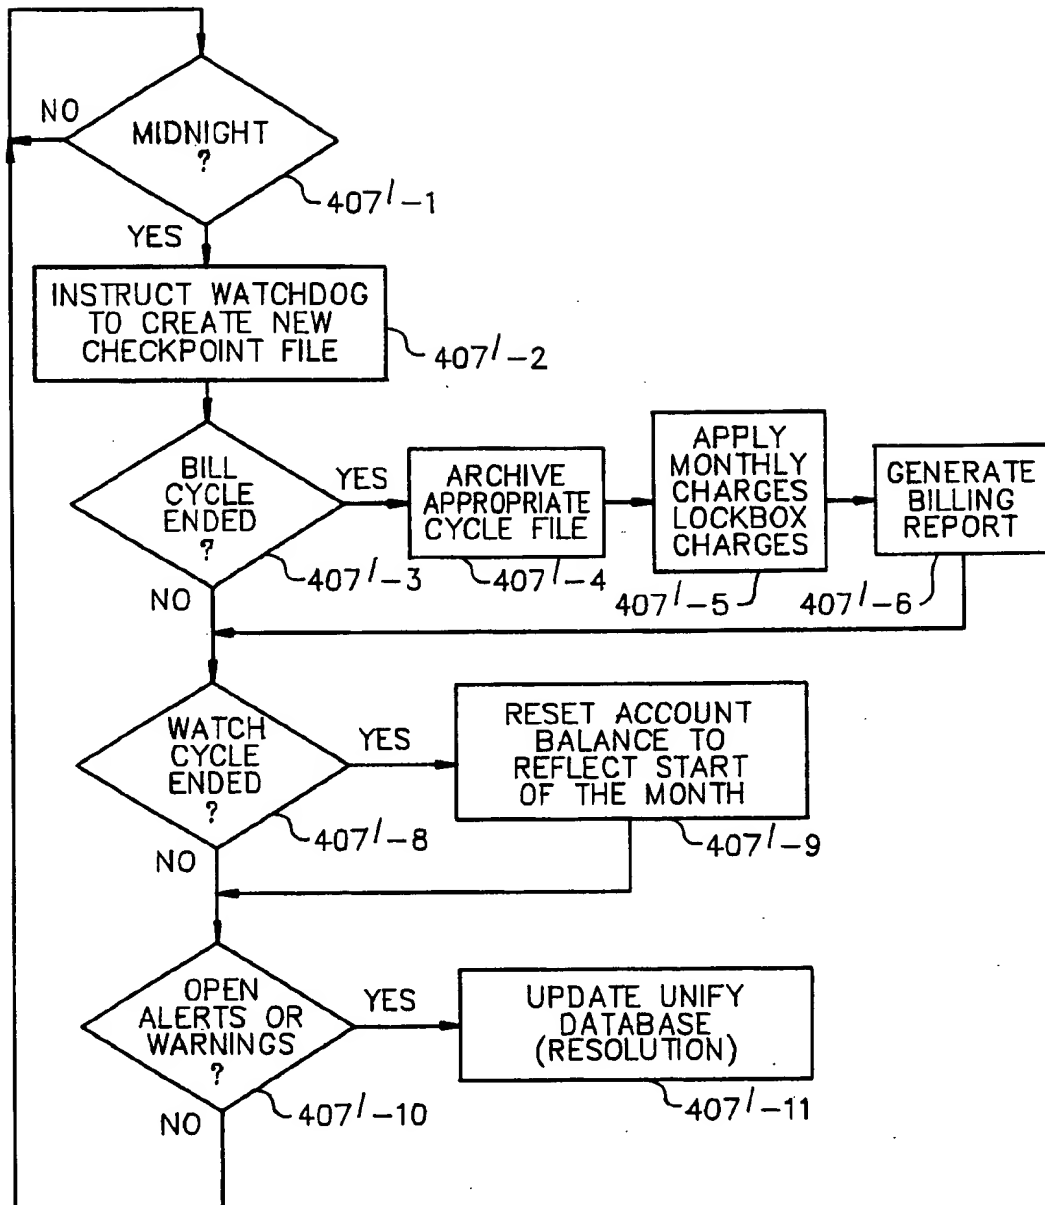 NO
MIDNIGHT
?
407/-1
YES
INSTRUCT WATCHDOG
TO CREATE NEW
CHECKPOINT FILE
407/-2
BILL
CYCLE
ENDED
?
YES
407/-3
NO
ARCHIVE
APPROPRIATE
CYCLE FILE
407/-4
APPLY
MONTHLY
CHARGES
LOCKBOX
CHARGES
407/-5
GENERATE
BILLING
REPORT
407/-6
WATCH
CYCLE
ENDED
?
YES
407/-8
NO
RESET ACCOUNT
BALANCE TO
REFLECT START
OF THE MONTH
407/-9
OPEN
ALERTS OR
WARNINGS
?
YES
407/-10
NO
UPDATE UNIFY
DATABASE
(RESOLUTION)
407/-11